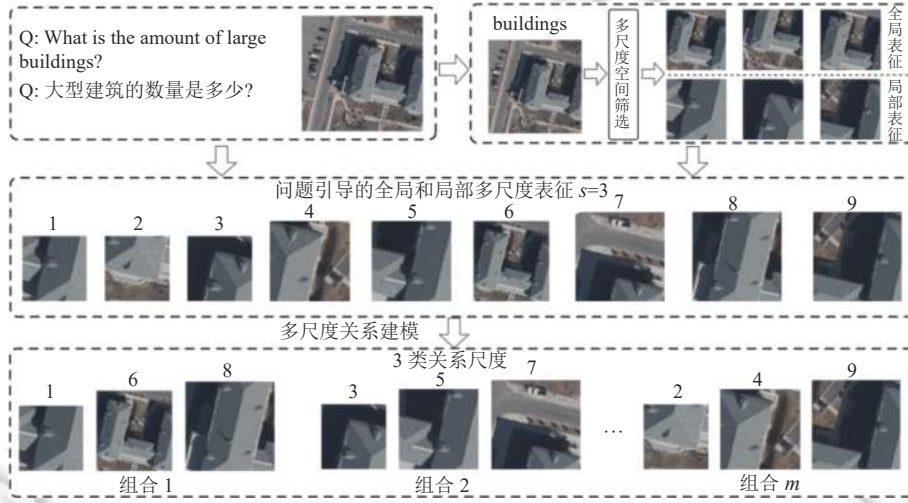 Q: What is the amount of large
buildings?
Q: 大型建筑的数量是多少?
buildings
多尺度空间筛选
全局表征
局部表征
问题引导的全局和局部多尺度表征 s=3
1 2 3 4 5 6 7 8 9
多尺度关系建模
3 类关系尺度
1 6 8 3 5 7 … 2 4 9
组合 1 组合 2 组合 m